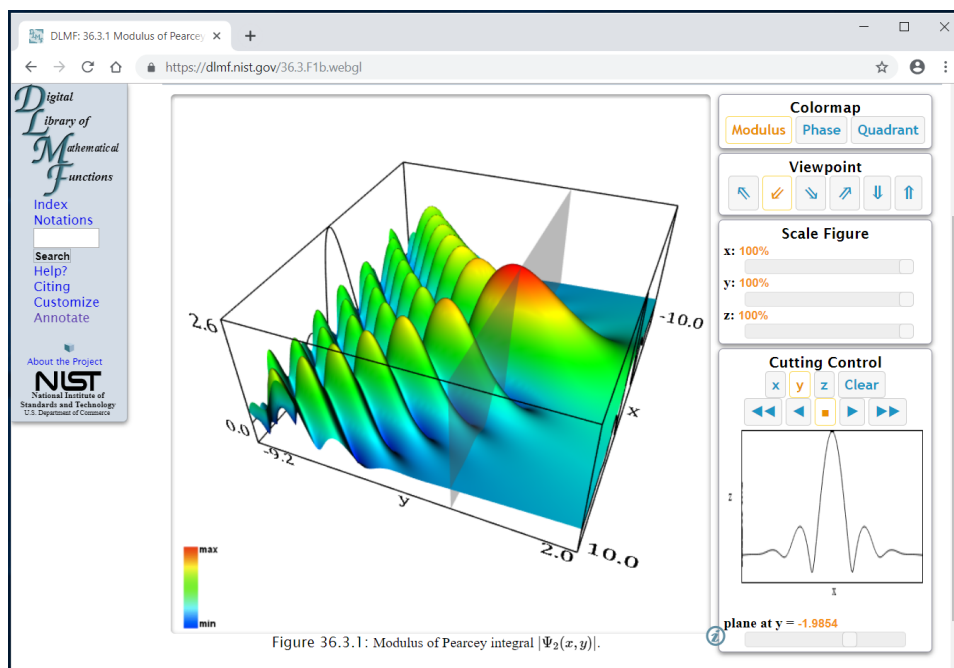 DLMF: 36.3.1 Modulus of Pearcey
https://dlmf.nist.gov/36.3.F1b.webgl
Digital
Library of
Mathematical
Functions
Index
Notations
Search
Help?
Citing
Customize
Annotate
About the Project
NIST
National Institute of
Standards and Technology
U.S. Department of Commerce
2.6
0.0
-9.2
y
2.0
10.0
x
-10.0
max
min
Figure 36.3.1: Modulus of Pearcey integral |Ψ₂(x, y)|.
Colormap
Modulus Phase Quadrant
Viewpoint
Scale Figure
x: 100%
y: 100%
z: 100%
Cutting Control
x y z Clear
z
x
plane at y = -1.9854